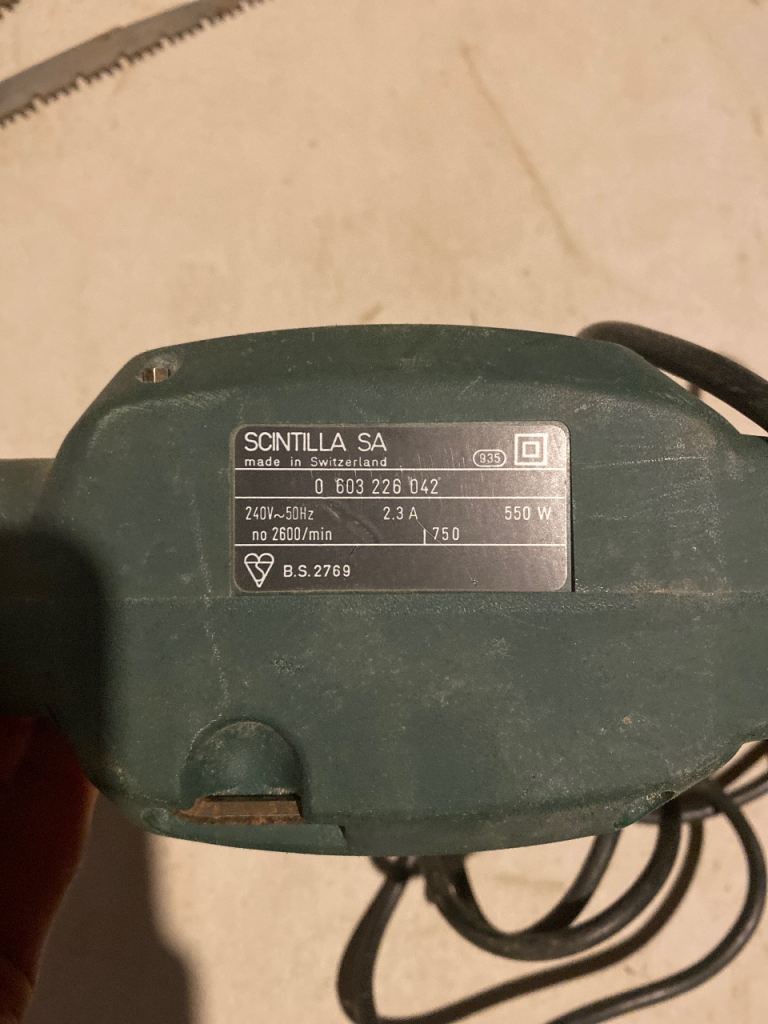 SCINTILLA SA
made in Switzerland 935
0 603 226 042
240V~50Hz 2.3 A 550 W
no 2600/min 750
B.S. 2769